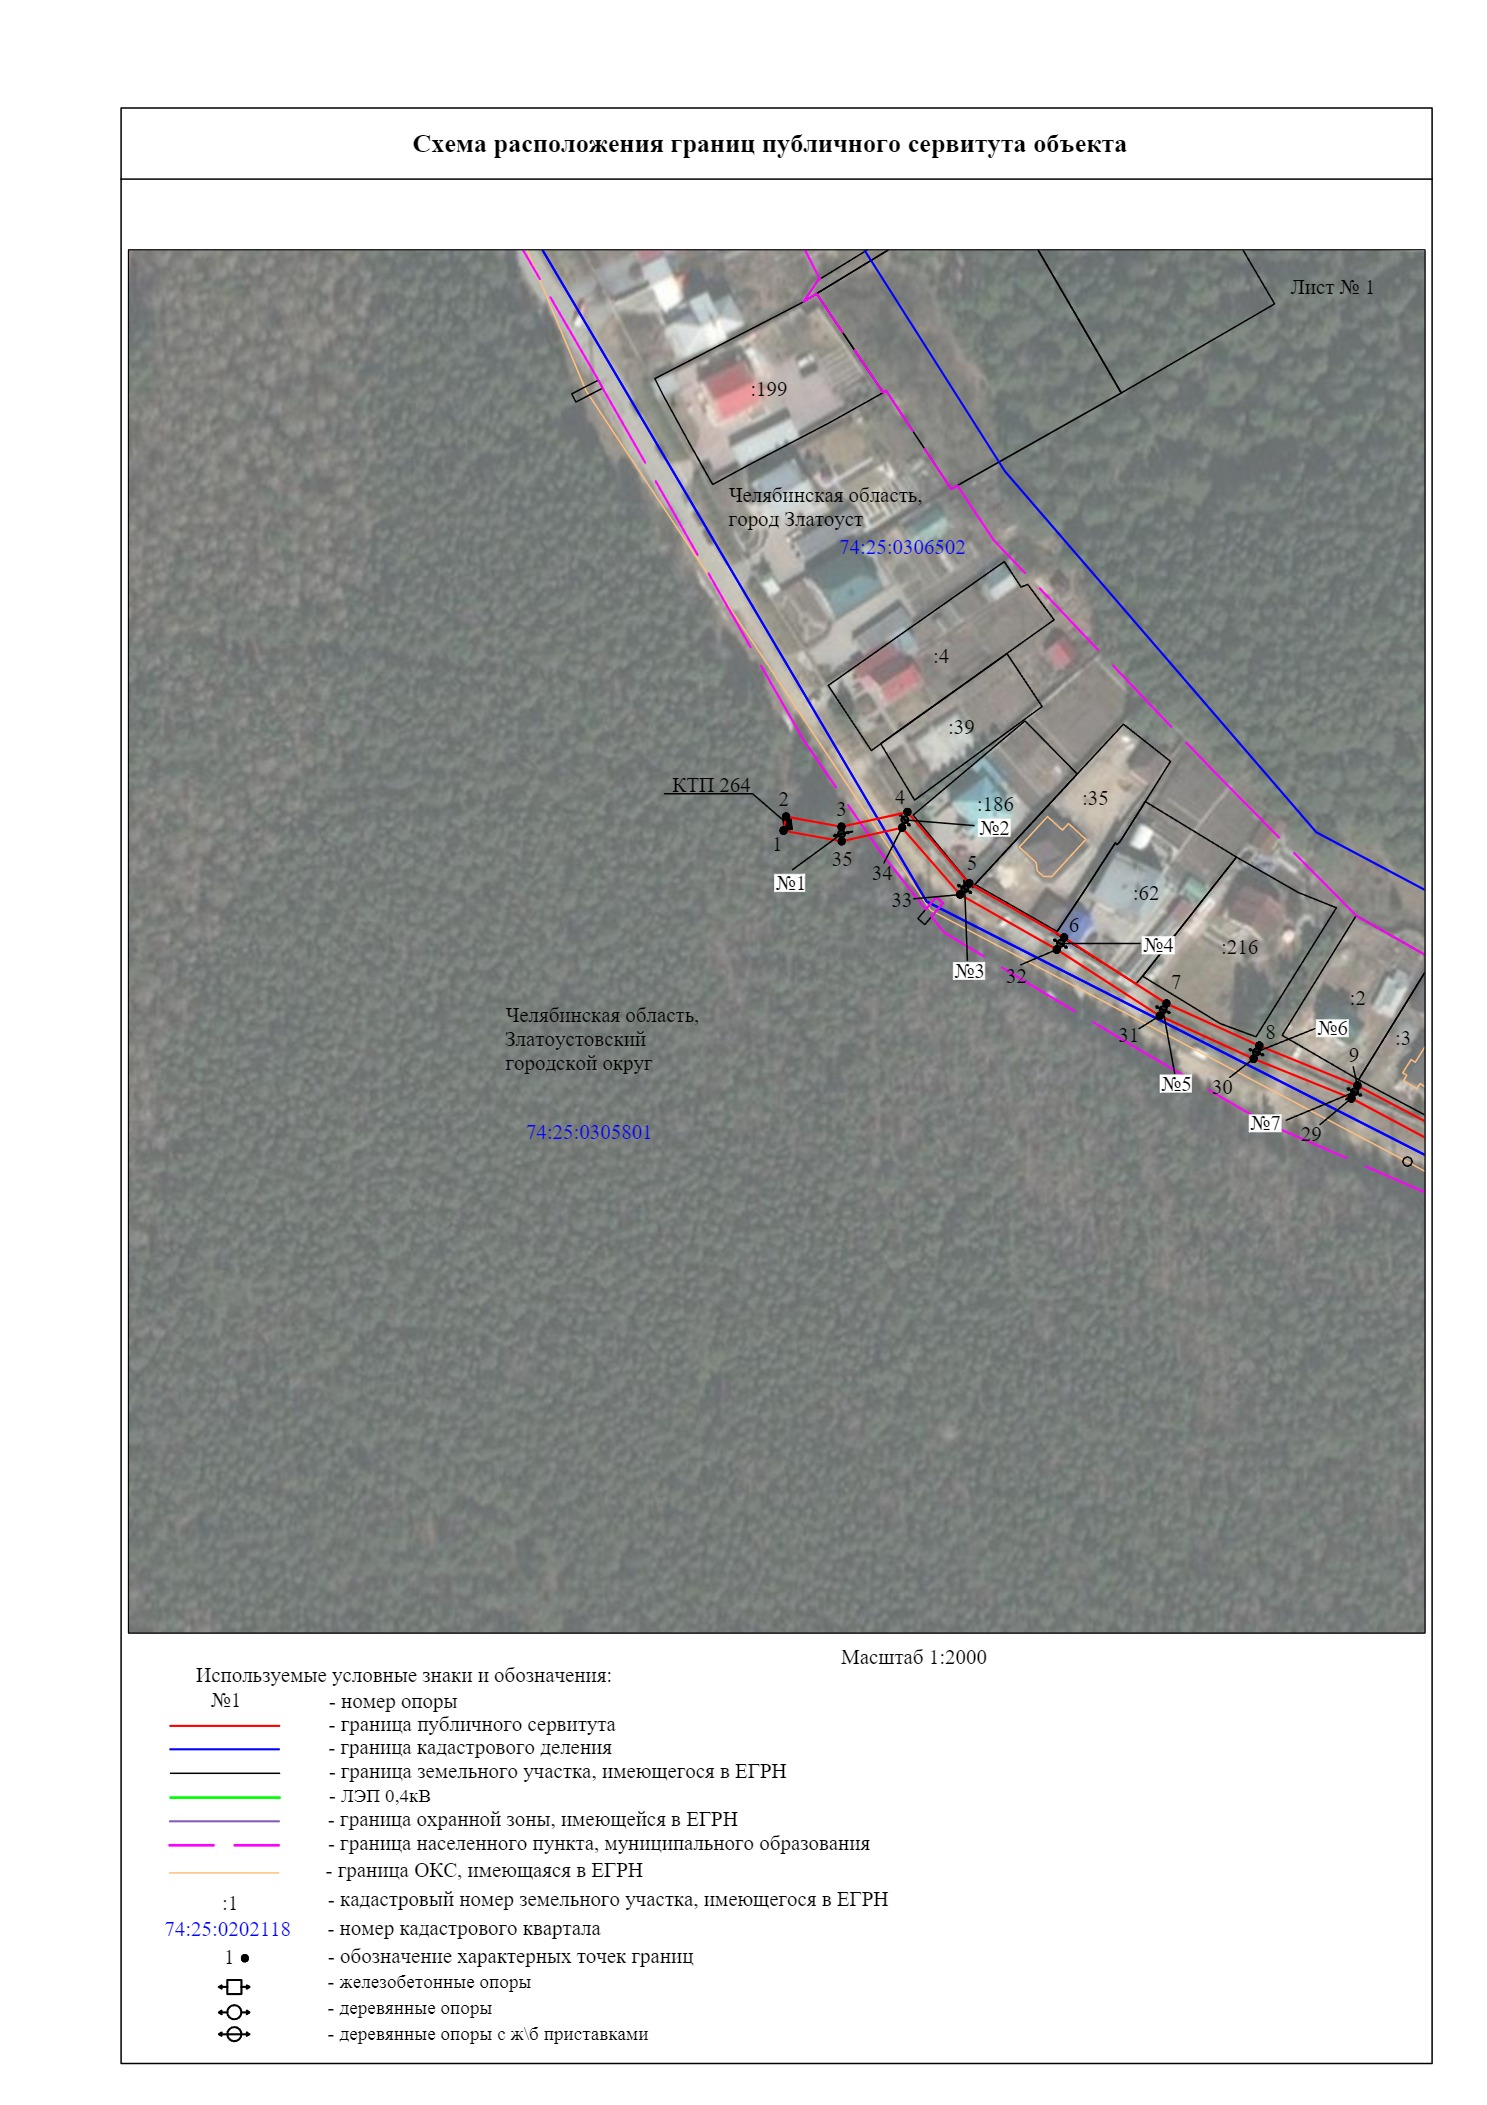 Схема расположения границ публичного сервитута объекта
Лист № 1
:199
Челябинская область,
город Златоуст
74:25:0306502
:4
:39
КТП 264
2
3
4
:186
:35
№2
1
35
34
5
№1
33
:62
6
№4
:216
№3
32
7
:2
31
8
№6
:3
9
№5
30
№7
29
Челябинская область,
Златоустовский
городской округ
74:25:0305801
Масштаб 1:2000
Используемые условные знаки и обозначения:
№1 - номер опоры
- граница публичного сервитута
- граница кадастрового деления
- граница земельного участка, имеющегося в ЕГРН
- ЛЭП 0,4кВ
- граница охранной зоны, имеющейся в ЕГРН
- граница населенного пункта, муниципального образования
- граница ОКС, имеющаяся в ЕГРН
:1 - кадастровый номер земельного участка, имеющегося в ЕГРН
74:25:0202118 - номер кадастрового квартала
1 - обозначение характерных точек границ
- железобетонные опоры
- деревянные опоры
- деревянные опоры с ж\б приставками